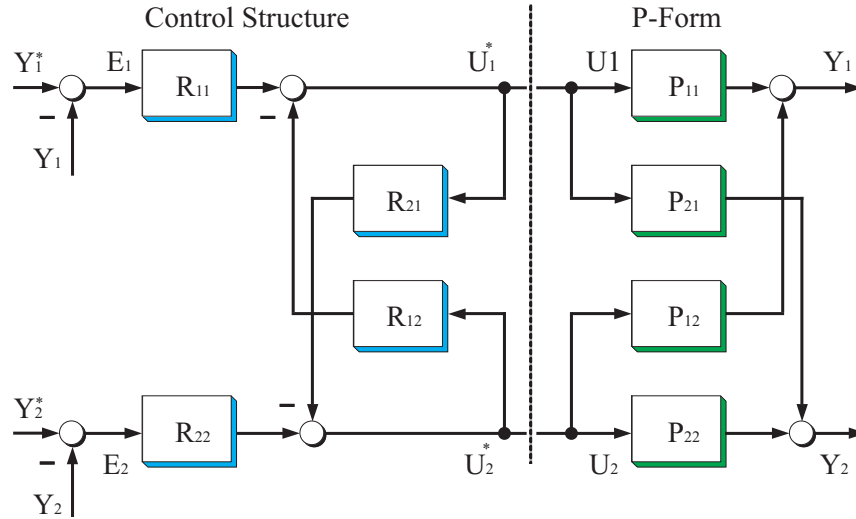 Control Structure
P-Form
Y₁* E₁ R₁₁ U₁* U1 P₁₁ Y₁
− −
Y₁
R₂₁ P₂₁
R₁₂ P₁₂
−
Y₂* E₂ R₂₂ U₂* U₂ P₂₂ Y₂
−
Y₂